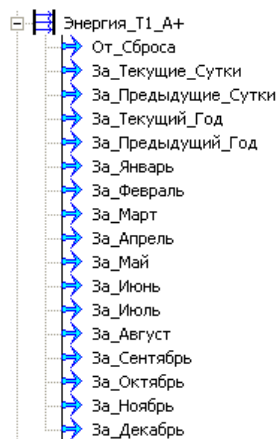 Энергия_Т1_А+
От_Сброса
За_Текущие_Сутки
За_Предыдущие_Сутки
За_Текущий_Год
За_Предыдущий_Год
За_Январь
За_Февраль
За_Март
За_Апрель
За_Май
За_Июнь
За_Июль
За_Август
За_Сентябрь
За_Октябрь
За_Ноябрь
За_Декабрь